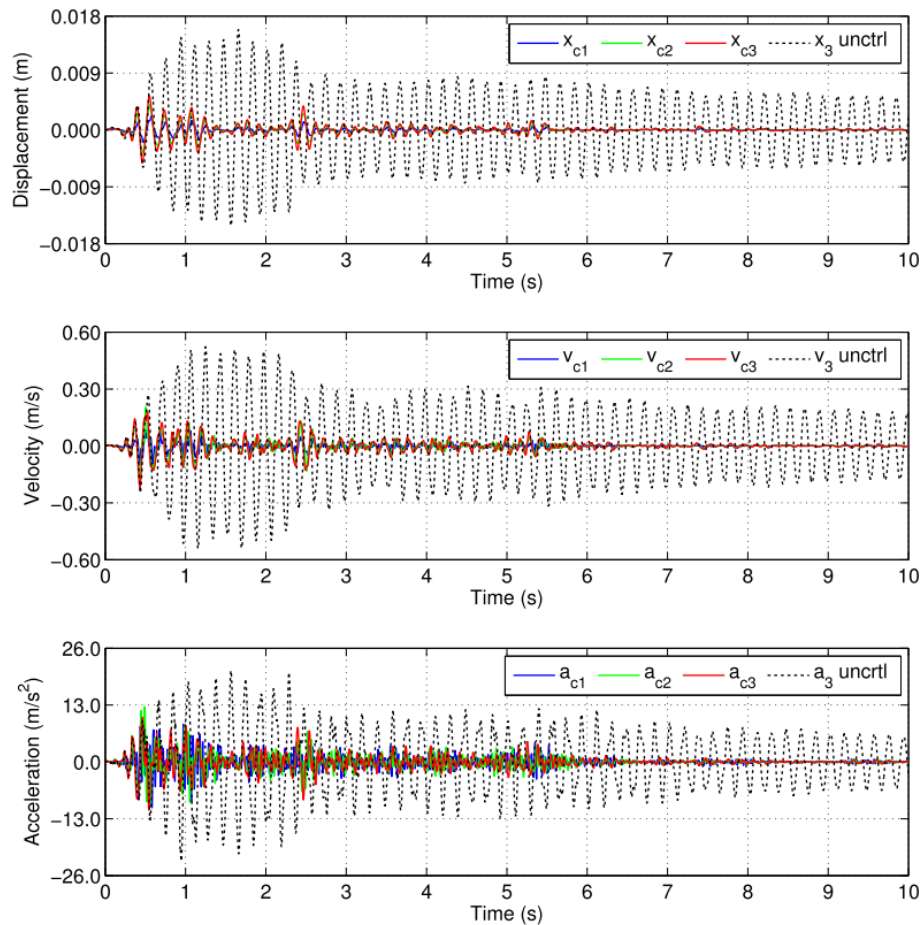 0.018
0.009
0.000
−0.009
−0.018
Displacement (m)
x_c1 x_c2 x_c3 x_3 unctrl
0 1 2 3 4 5 6 7 8 9 10
Time (s)
0.60
0.30
0.00
−0.30
−0.60
Velocity (m/s)
v_c1 v_c2 v_c3 v_3 unctrl
0 1 2 3 4 5 6 7 8 9 10
Time (s)
26.0
13.0
0.0
−13.0
−26.0
Acceleration (m/s²)
a_c1 a_c2 a_c3 a_3 uncrtl
0 1 2 3 4 5 6 7 8 9 10
Time (s)